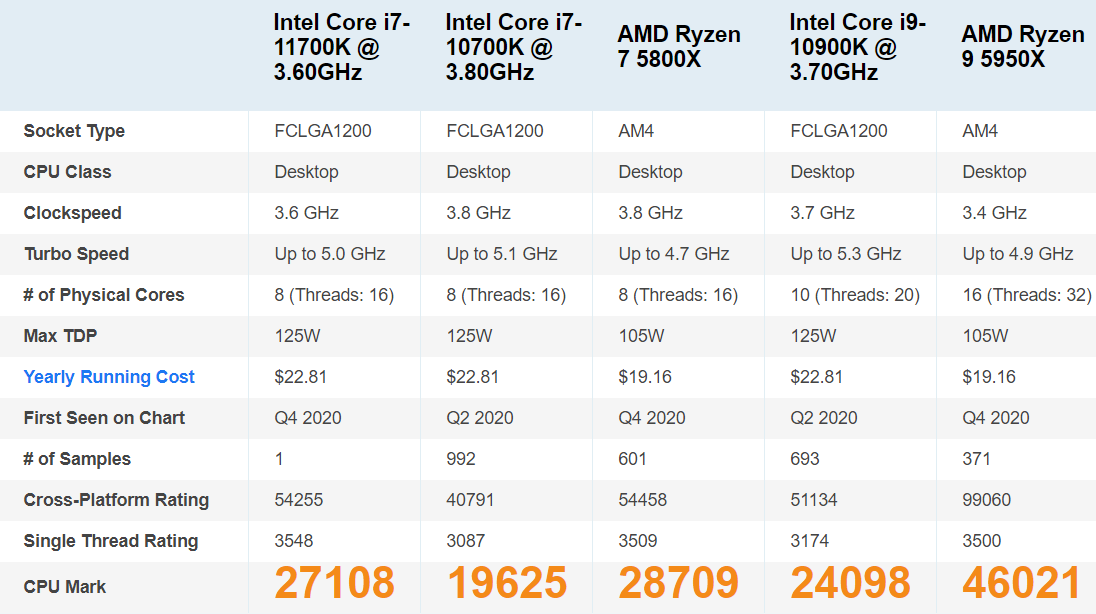 Intel Core i7-11700K @ 3.60GHz Intel Core i7-10700K @ 3.80GHz AMD Ryzen 7 5800X Intel Core i9-10900K @ 3.70GHz AMD Ryzen 9 5950X
Socket Type FCLGA1200 FCLGA1200 AM4 FCLGA1200 AM4
CPU Class Desktop Desktop Desktop Desktop Desktop
Clockspeed 3.6 GHz 3.8 GHz 3.8 GHz 3.7 GHz 3.4 GHz
Turbo Speed Up to 5.0 GHz Up to 5.1 GHz Up to 4.7 GHz Up to 5.3 GHz Up to 4.9 GHz
# of Physical Cores 8 (Threads: 16) 8 (Threads: 16) 8 (Threads: 16) 10 (Threads: 20) 16 (Threads: 32)
Max TDP 125W 125W 105W 125W 105W
Yearly Running Cost $22.81 $22.81 $19.16 $22.81 $19.16
First Seen on Chart Q4 2020 Q2 2020 Q4 2020 Q2 2020 Q4 2020
# of Samples 1 992 601 693 371
Cross-Platform Rating 54255 40791 54458 51134 99060
Single Thread Rating 3548 3087 3509 3174 3500
CPU Mark 27108 19625 28709 24098 46021